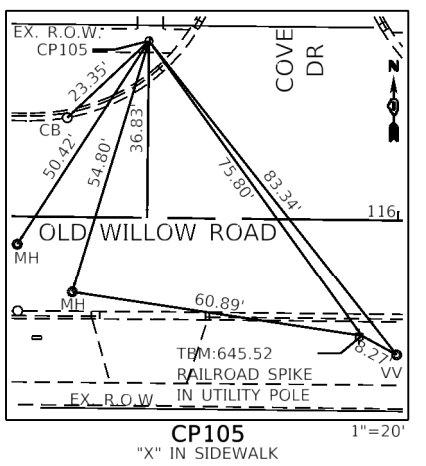 EX. R.O.W.
CP105
COVE
DR
N
23.35'
CB
50.42'
54.80'
36.83'
75.80'
83.34'
116
OLD WILLOW ROAD
MH
MH
60.89'
8.27'
TBM:645.52
RAILROAD SPIKE
IN UTILITY POLE
VV
EX. R.O.W.
CP105
1"=20'
"X" IN SIDEWALK